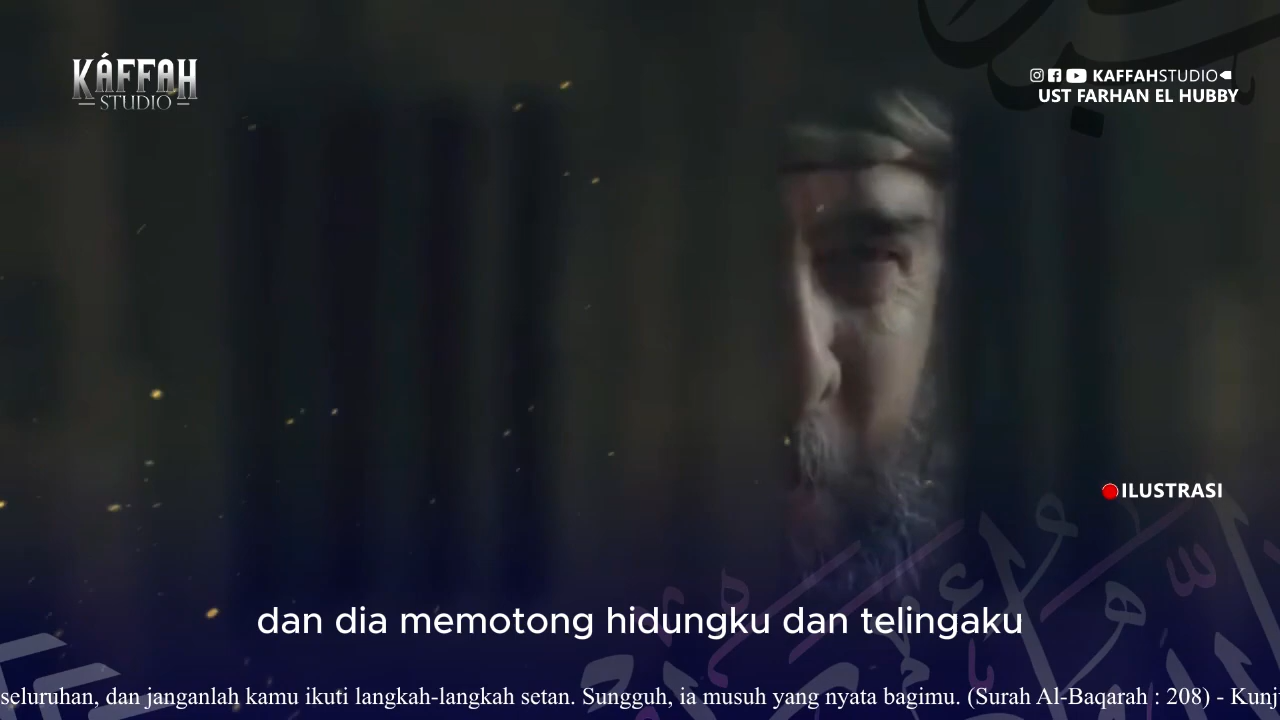 KÁFFAH
STUDIO
KAFFAHSTUDIO
UST FARHAN EL HUBBY
ILUSTRASI
dan dia memotong hidungku dan telingaku
seluruhan, dan janganlah kamu ikuti langkah-langkah setan. Sungguh, ia musuh yang nyata bagimu. (Surah Al-Baqarah : 208) - Kunj